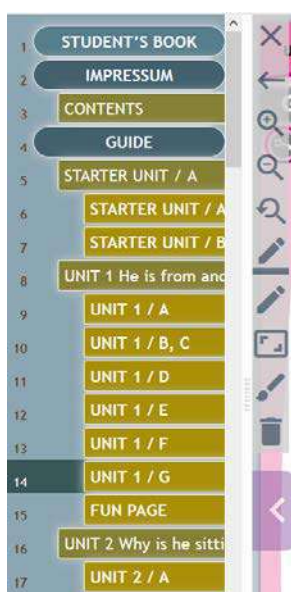 1 STUDENT'S BOOK
2 IMPRESSUM
3 CONTENTS
4 GUIDE
5 STARTER UNIT / A
6 STARTER UNIT / A
7 STARTER UNIT / B
8 UNIT 1 He is from and
9 UNIT 1 / A
10 UNIT 1 / B, C
11 UNIT 1 / D
12 UNIT 1 / E
13 UNIT 1 / F
14 UNIT 1 / G
15 FUN PAGE
16 UNIT 2 Why is he sitti
17 UNIT 2 / A